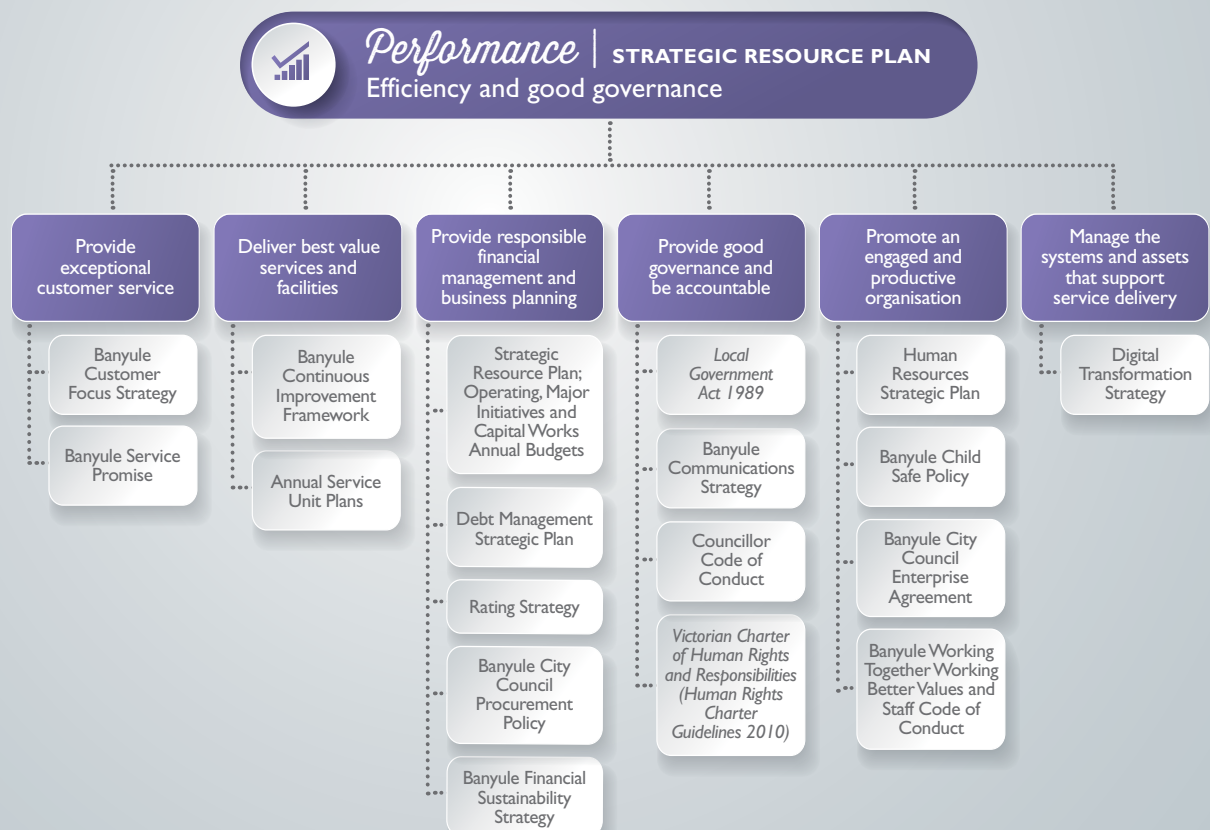 Performance | STRATEGIC RESOURCE PLAN
Efficiency and good governance
Provide
exceptional
customer service
Banyule
Customer
Focus Strategy
Banyule Service
Promise
Deliver best value
services and
facilities
Banyule
Continuous
Improvement
Framework
Annual Service
Unit Plans
Provide responsible
financial
management and
business planning
Strategic
Resource Plan;
Operating, Major
Initiatives and
Capital Works
Annual Budgets
Debt Management
Strategic Plan
Rating Strategy
Banyule City
Council
Procurement
Policy
Banyule Financial
Sustainability
Strategy
Provide good
governance and
be accountable
Local
Government
Act 1989
Banyule
Communications
Strategy
Councillor
Code of
Conduct
Victorian Charter
of Human Rights
and Responsibilities
(Human Rights
Charter
Guidelines 2010)
Promote an
engaged and
productive
organisation
Human
Resources
Strategic Plan
Banyule Child
Safe Policy
Banyule City
Council
Enterprise
Agreement
Banyule Working
Together Working
Better Values and
Staff Code of
Conduct
Manage the
systems and assets
that support
service delivery
Digital
Transformation
Strategy